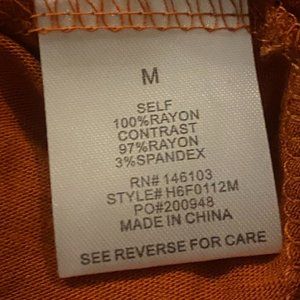 M
SELF
100%RAYON
CONTRAST
97%RAYON
3%SPANDEX
RN# 146103
STYLE# H6F0112M
PO#200948
MADE IN CHINA
SEE REVERSE FOR CARE